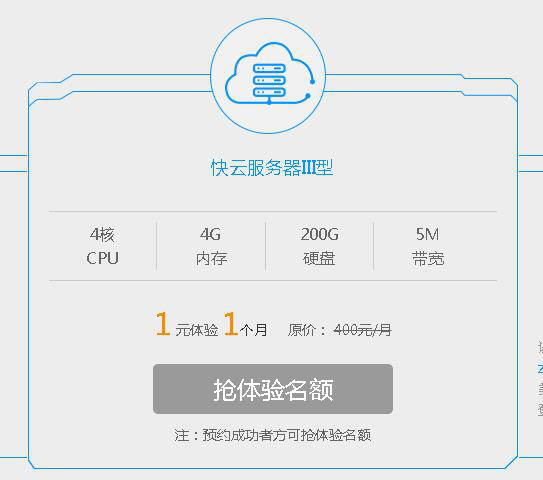 快云服务器III型
4核 4G 200G 5M
CPU 内存 硬盘 带宽
1元体验 1个月 原价：400元/月
抢体验名额
注：预约成功者方可抢体验名额